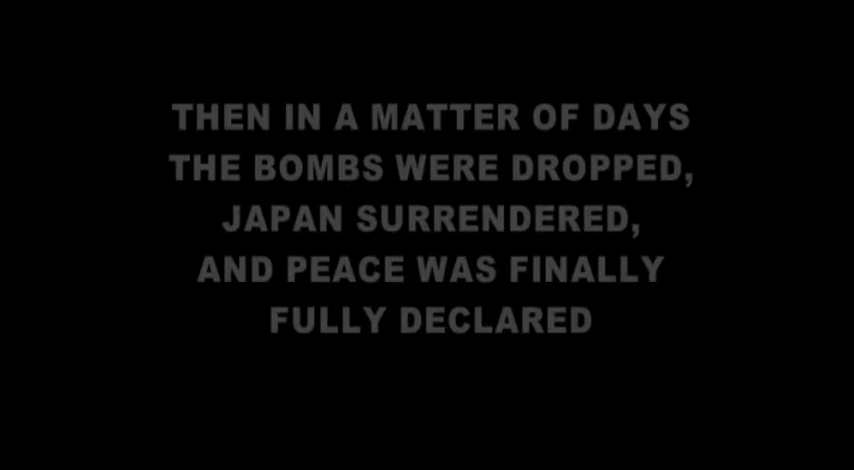 THEN IN A MATTER OF DAYS
THE BOMBS WERE DROPPED,
JAPAN SURRENDERED,
AND PEACE WAS FINALLY
FULLY DECLARED